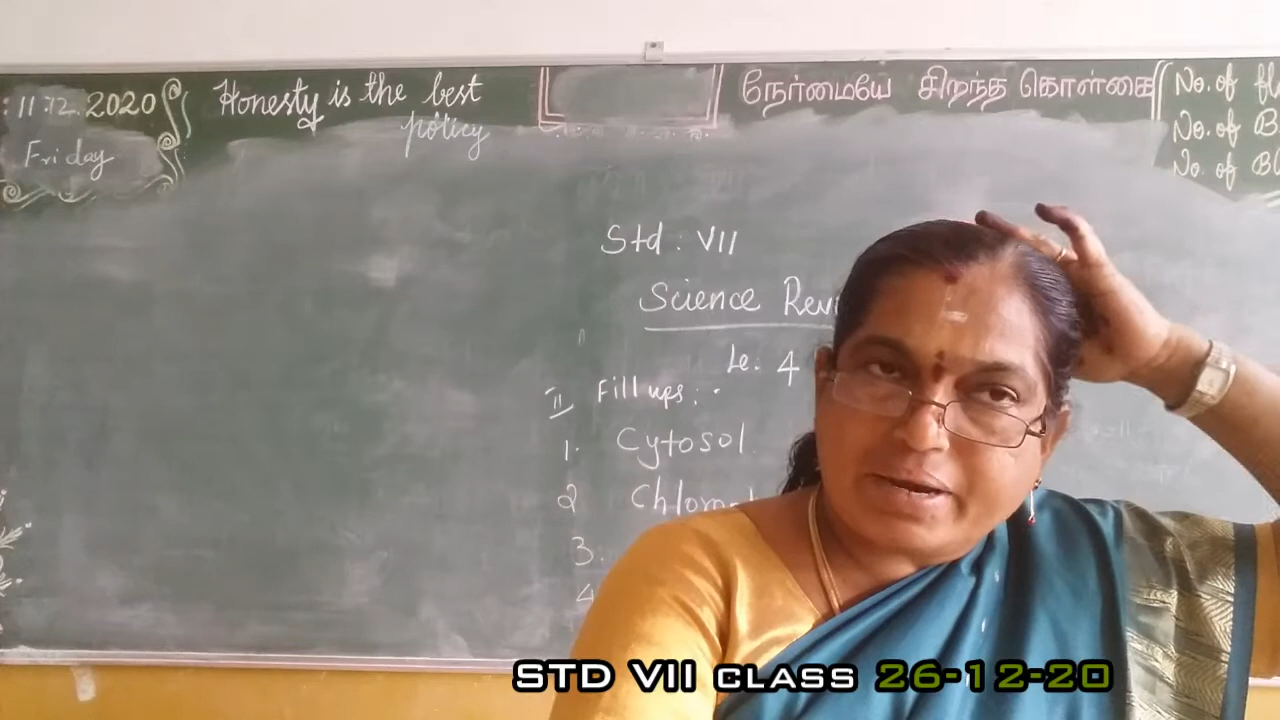 11.12.2020
Friday
Honesty is the best
policy
நேர்மையே சிறந்த கொள்கை
No. of
No. of B
No. of
Std : VII
Science
Le. 4
II Fill ups:
1. Cytosol
2
3.
4
STD VII CLASS 26-12-20